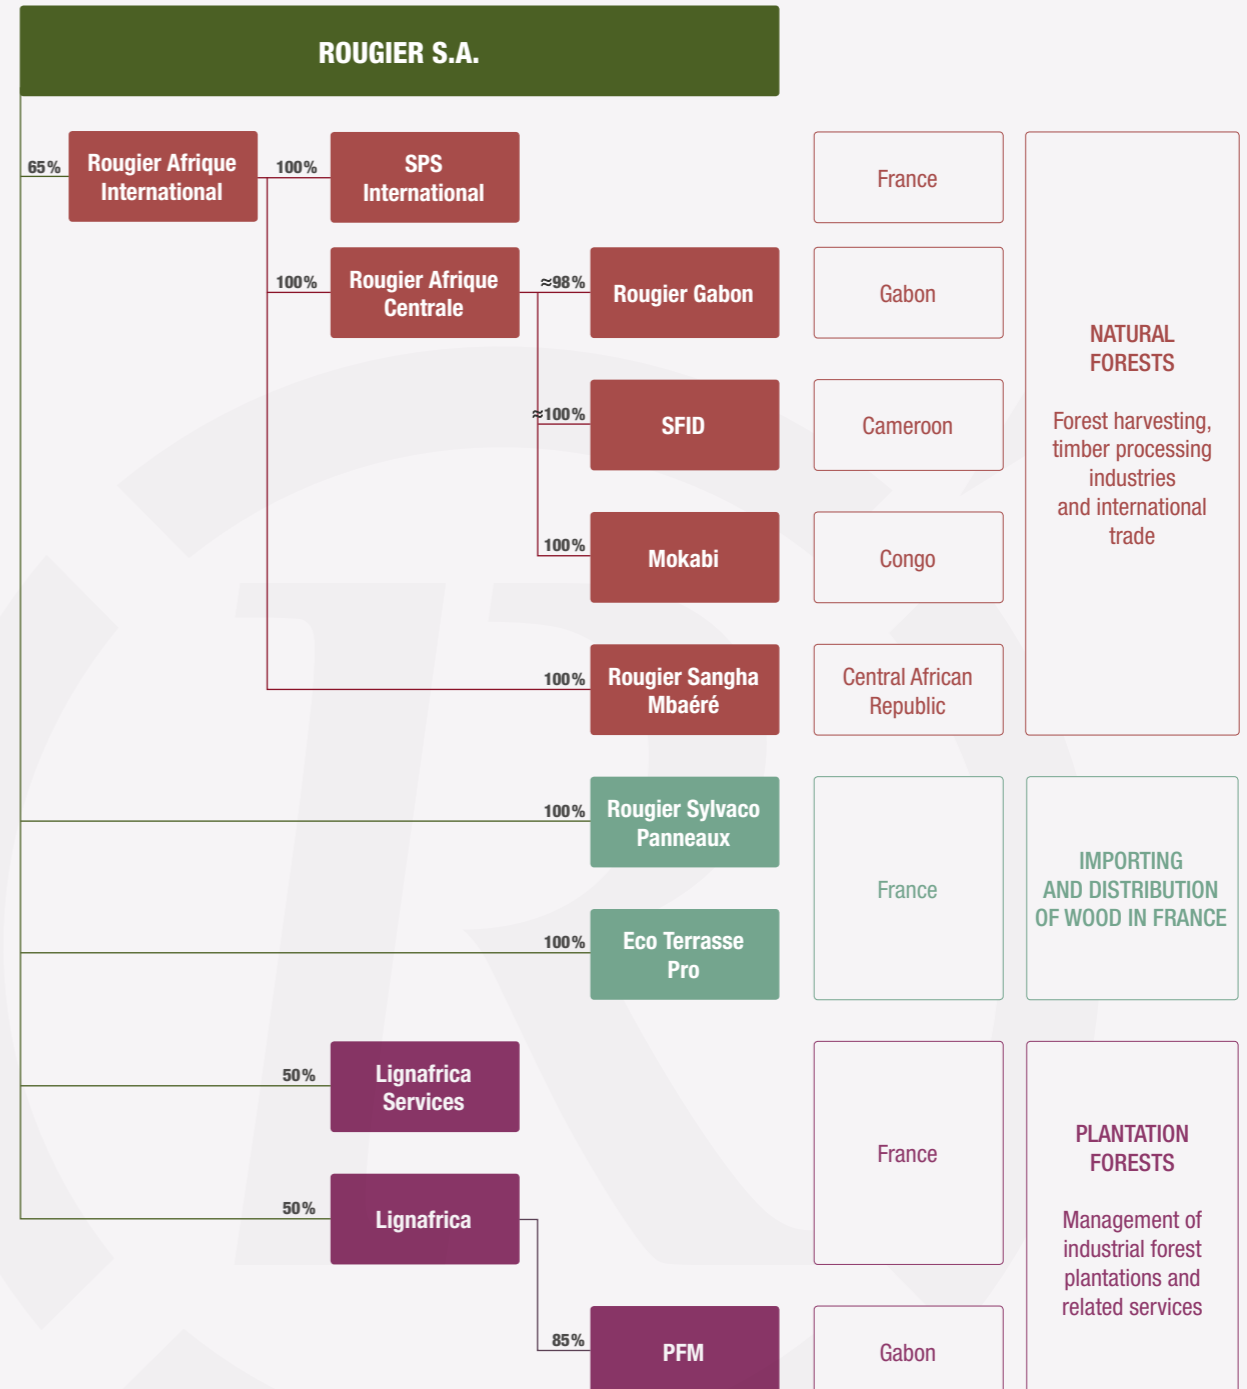 ROUGIER S.A.
65%
Rougier Afrique
International
100%
SPS
International
France
100%
Rougier Afrique
Centrale
≈98%
Rougier Gabon
Gabon
≈100%
SFID
Cameroon
100%
Mokabi
Congo
100%
Rougier Sangha
Mbaéré
Central African
Republic
NATURAL
FORESTS
Forest harvesting,
timber processing
industries
and international
trade
100%
Rougier Sylvaco
Panneaux
100%
Eco Terrasse
Pro
France
IMPORTING
AND DISTRIBUTION
OF WOOD IN FRANCE
50%
Lignafrica
Services
50%
Lignafrica
France
85%
PFM
Gabon
PLANTATION
FORESTS
Management of
industrial forest
plantations and
related services